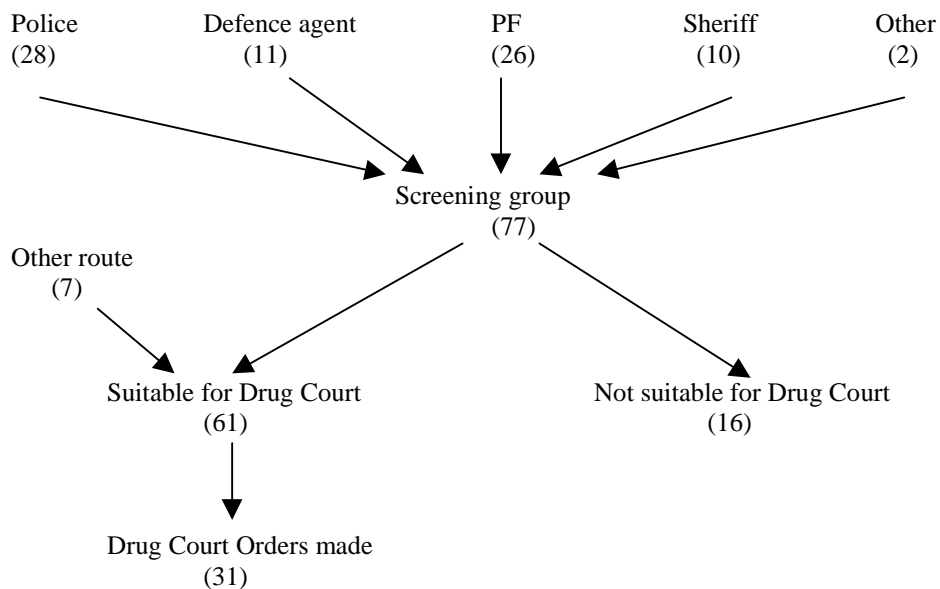 Police Defence agent PF Sheriff Other
(28) (11) (26) (10) (2)
Screening group
(77)
Other route
(7)
Suitable for Drug Court Not suitable for Drug Court
(61) (16)
Drug Court Orders made
(31)